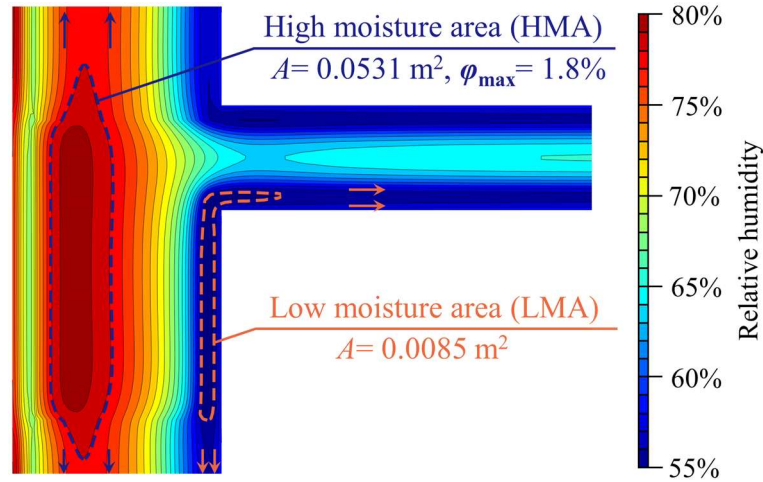 High moisture area (HMA)
A= 0.0531 m², φmax= 1.8%
Low moisture area (LMA)
A= 0.0085 m²
80%
75%
70%
65%
60%
55%
Relative humidity